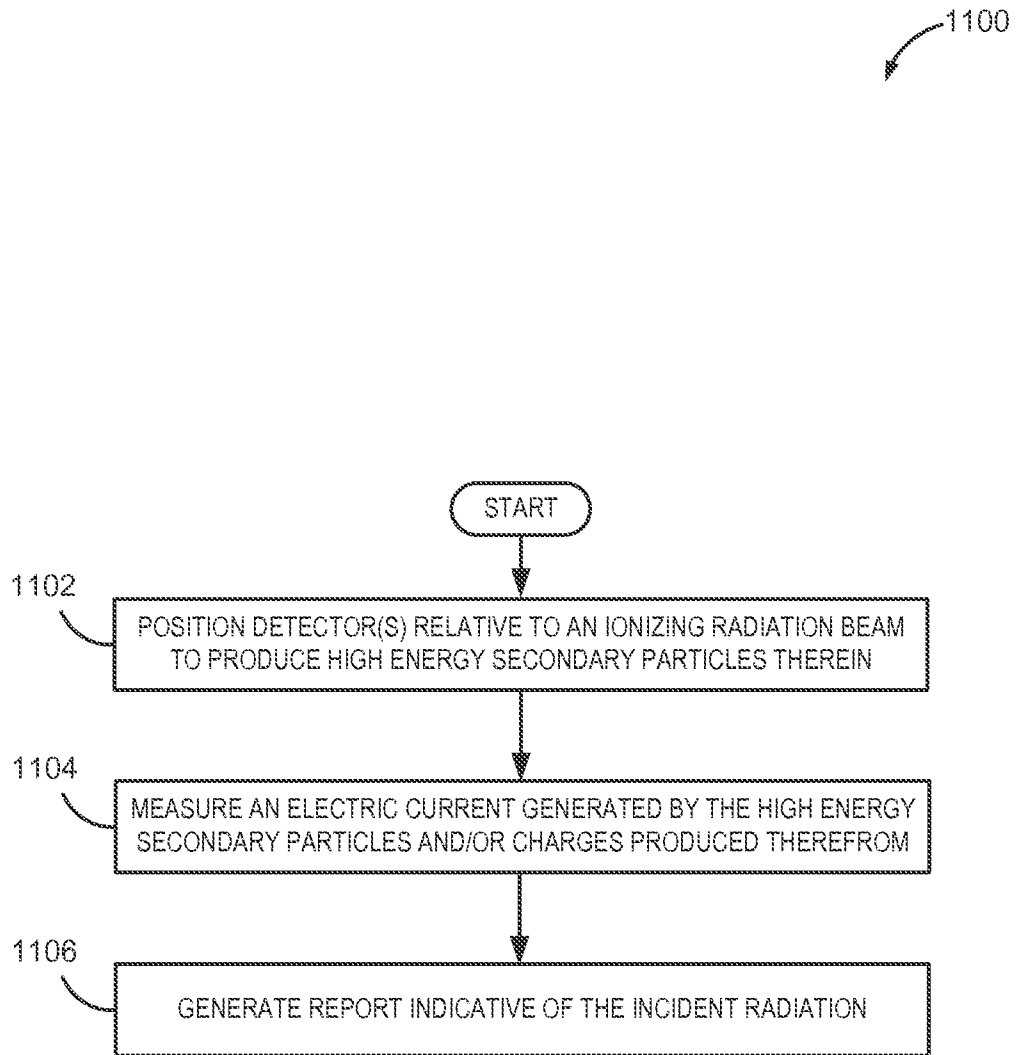 1100
START
1102
POSITION DETECTOR(S) RELATIVE TO AN IONIZING RADIATION BEAM
TO PRODUCE HIGH ENERGY SECONDARY PARTICLES THEREIN
1104
MEASURE AN ELECTRIC CURRENT GENERATED BY THE HIGH ENERGY
SECONDARY PARTICLES AND/OR CHARGES PRODUCED THEREFROM
1106
GENERATE REPORT INDICATIVE OF THE INCIDENT RADIATION